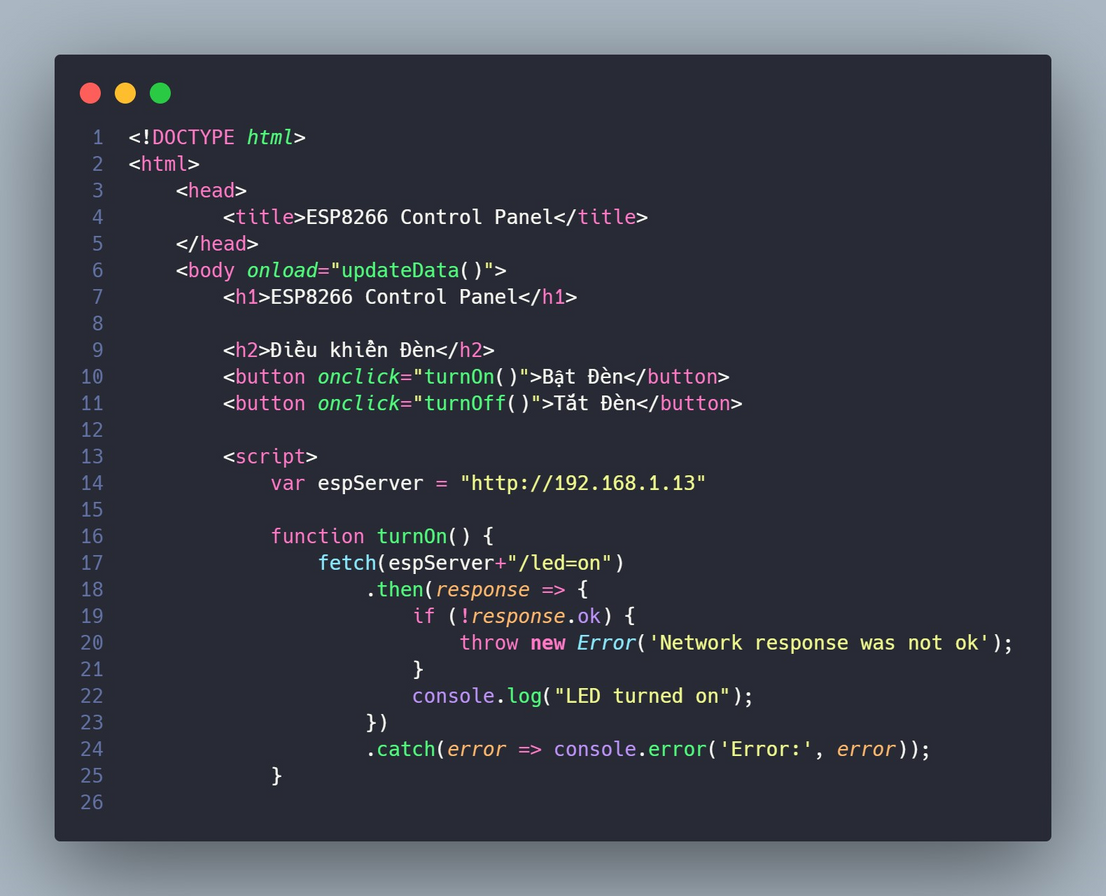 1 <!DOCTYPE html>
2 <html>
3     <head>
4         <title>ESP8266 Control Panel</title>
5     </head>
6     <body onload="updateData()">
7         <h1>ESP8266 Control Panel</h1>
8
9         <h2>Điều khiển Đèn</h2>
10         <button onclick="turnOn()">Bật Đèn</button>
11         <button onclick="turnOff()">Tắt Đèn</button>
12
13         <script>
14             var espServer = "http://192.168.1.13"
15
16             function turnOn() {
17                 fetch(espServer+"/led=on")
18                     .then(response => {
19                         if (!response.ok) {
20                             throw new Error('Network response was not ok');
21                         }
22                         console.log("LED turned on");
23                     })
24                     .catch(error => console.error('Error:', error));
25             }
26